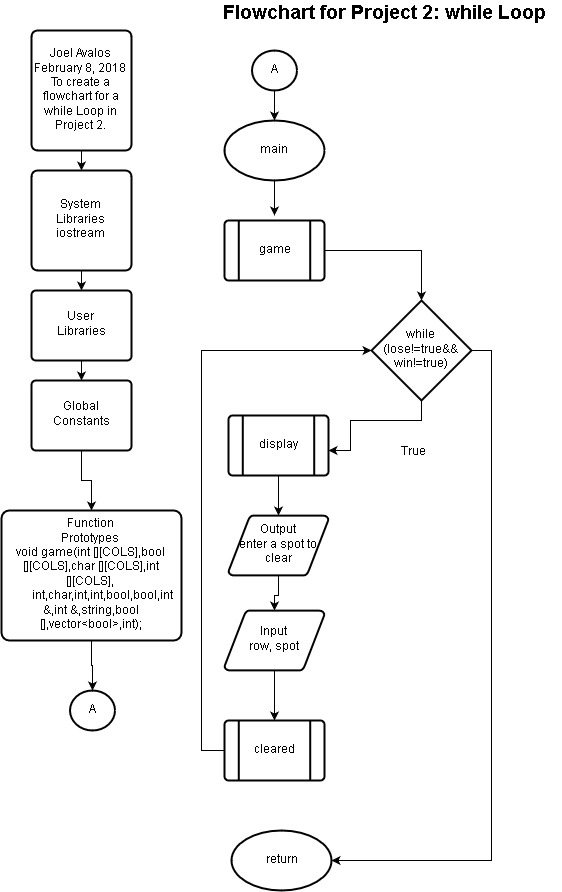 Flowchart for Project 2: while Loop
Joel Avalos
February 8, 2018
To create a
flowchart for a
while Loop in
Project 2.
System
Libraries
iostream
User
Libraries
Global
Constants
Function
Prototypes
void game(int [][COLS],bool
[][COLS],char [][COLS],int
[][COLS],
int,char,int,int,bool,bool,int
&,int &,string,bool
[],vector<bool>,int);
A
A
main
game
while
(lose!=true&&
win!=true)
True
display
Output
enter a spot to
clear
Input
row, spot
cleared
return